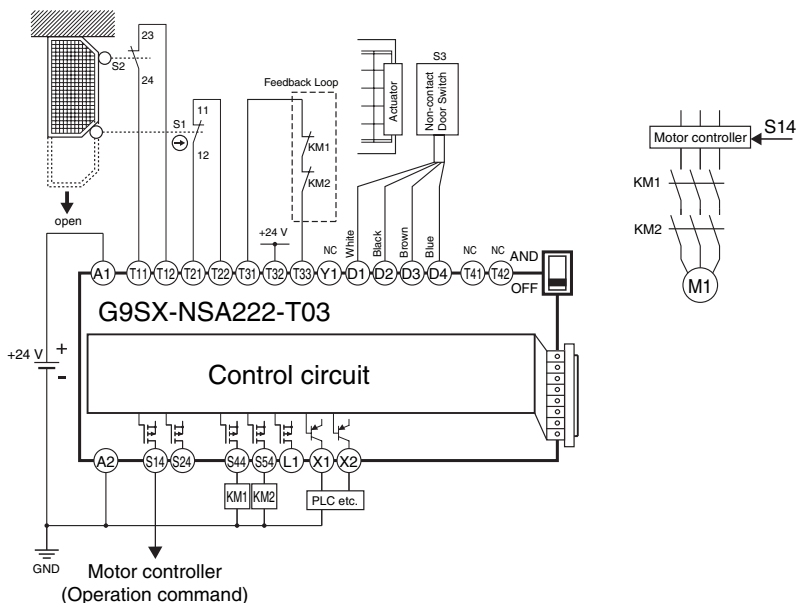 23
S2
24
11
S1
12
open
Feedback Loop
KM1
KM2
+24 V
Actuator
S3
Non-contact
Door Switch
White
Black
Brown
Blue
NC
NC NC
A1 T11 T12 T21 T22 T31 T32 T33 Y1 D1 D2 D3 D4 T41 T42
AND
OFF
G9SX-NSA222-T03
+24 V
+
-
Control circuit
A2 S14 S24 S44 S54 L1 X1 X2
KM1 KM2 PLC etc.
GND
Motor controller
(Operation command)
Motor controller
S14
KM1
KM2
M1